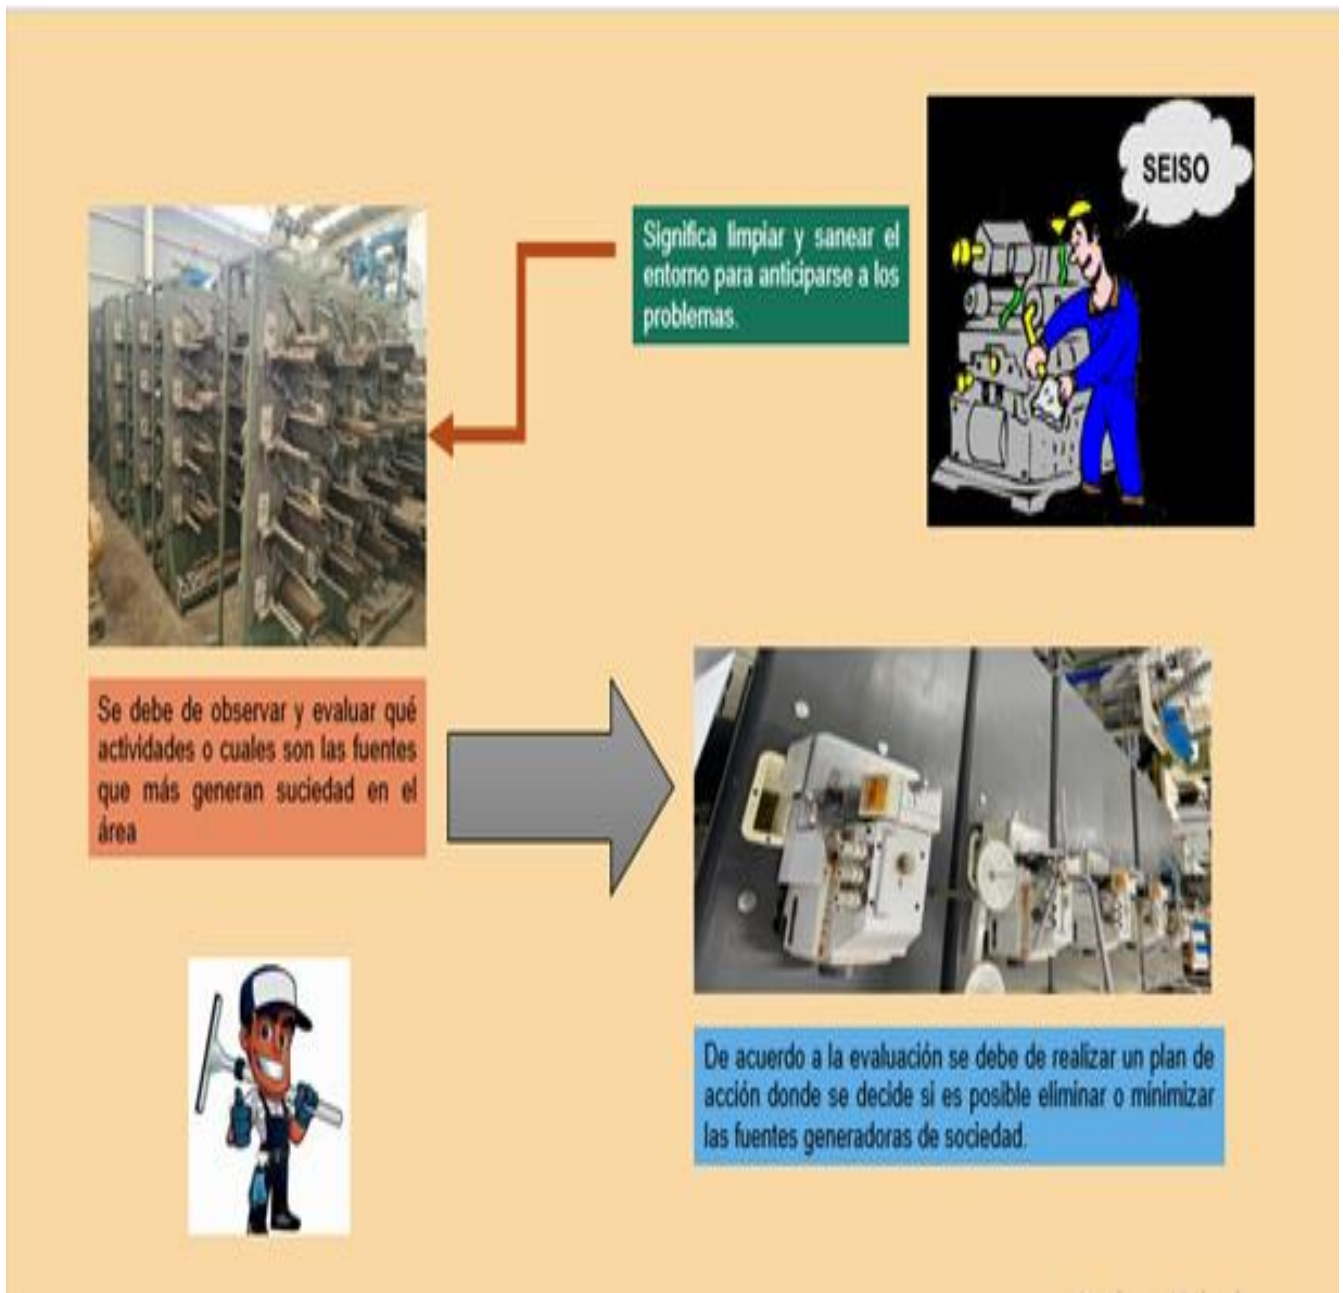 SEISO
Significa limpiar y sanear el
entorno para anticiparse a los
problemas.
Se debe de observar y evaluar qué
actividades o cuales son las fuentes
que más generan suciedad en el
área
De acuerdo a la evaluación se debe de realizar un plan de
acción donde se decide si es posible eliminar o minimizar
las fuentes generadoras de sociedad.